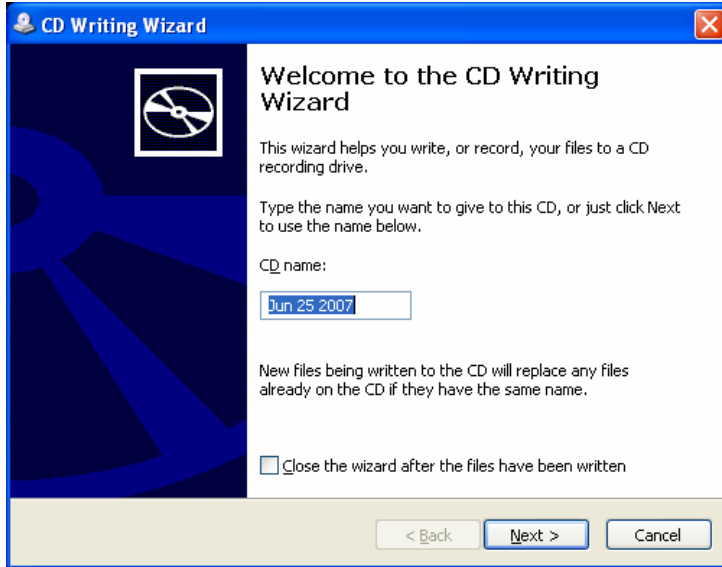 CD Writing Wizard
Welcome to the CD Writing
Wizard
This wizard helps you write, or record, your files to a CD
recording drive.
Type the name you want to give to this CD, or just click Next
to use the name below.
CD name:
Jun 25 2007
New files being written to the CD will replace any files
already on the CD if they have the same name.
Close the wizard after the files have been written
< Back Next > Cancel